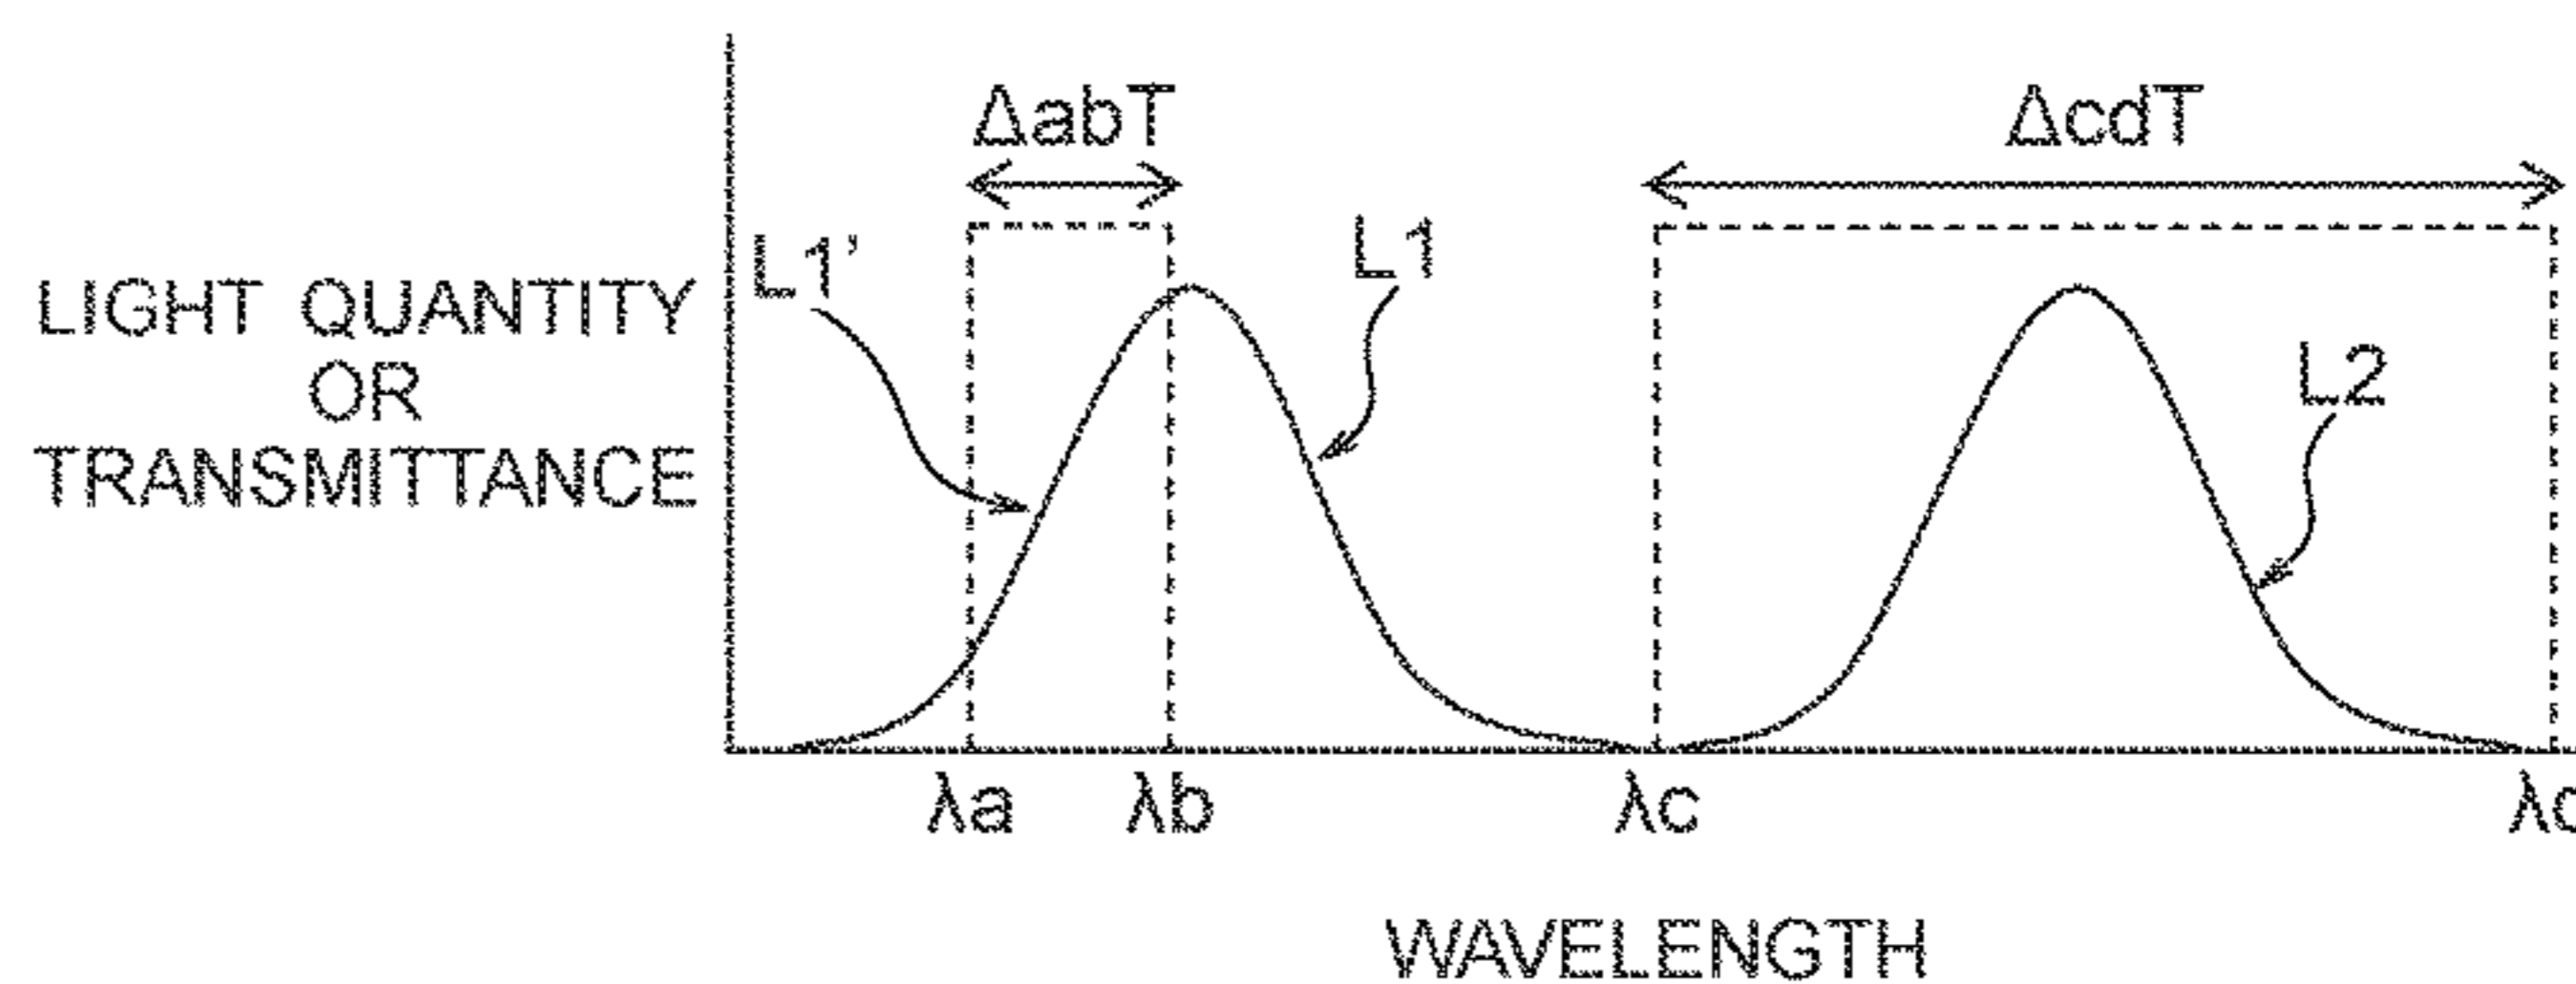 ΔabT
ΔcdT
L1'
L1
L2
LIGHT QUANTITY
OR
TRANSMITTANCE
λa
λb
λc
WAVELENGTH